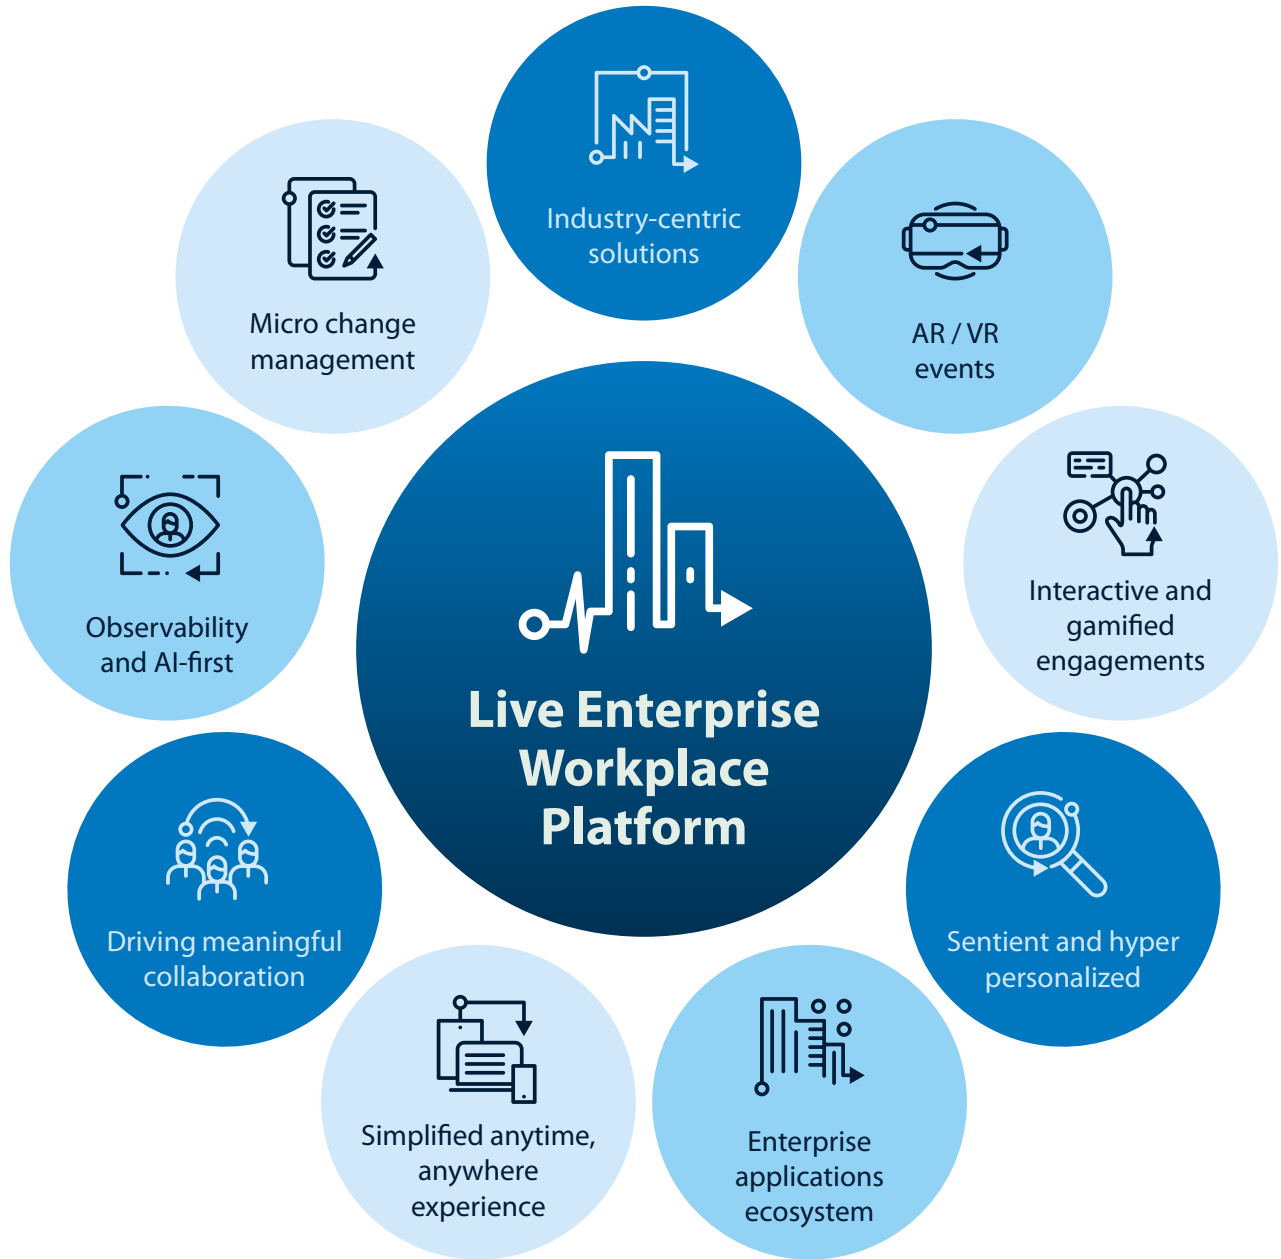 Industry-centric
solutions
AR / VR
events
Interactive and
gamified
engagements
Sentient and hyper
personalized
Enterprise
applications
ecosystem
Simplified anytime,
anywhere
experience
Driving meaningful
collaboration
Observability
and AI-first
Micro change
management
Live Enterprise
Workplace
Platform